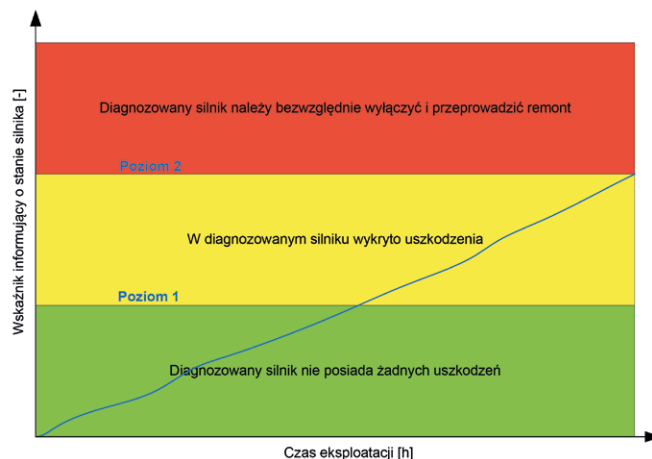 Wskaźnik informujący o stanie silnika [-]
Diagnozowany silnik należy bezwzględnie wyłączyć i przeprowadzić remont
Poziom 2
W diagnozowanym silniku wykryto uszkodzenia
Poziom 1
Diagnozowany silnik nie posiada żadnych uszkodzeń
Czas eksploatacji [h]